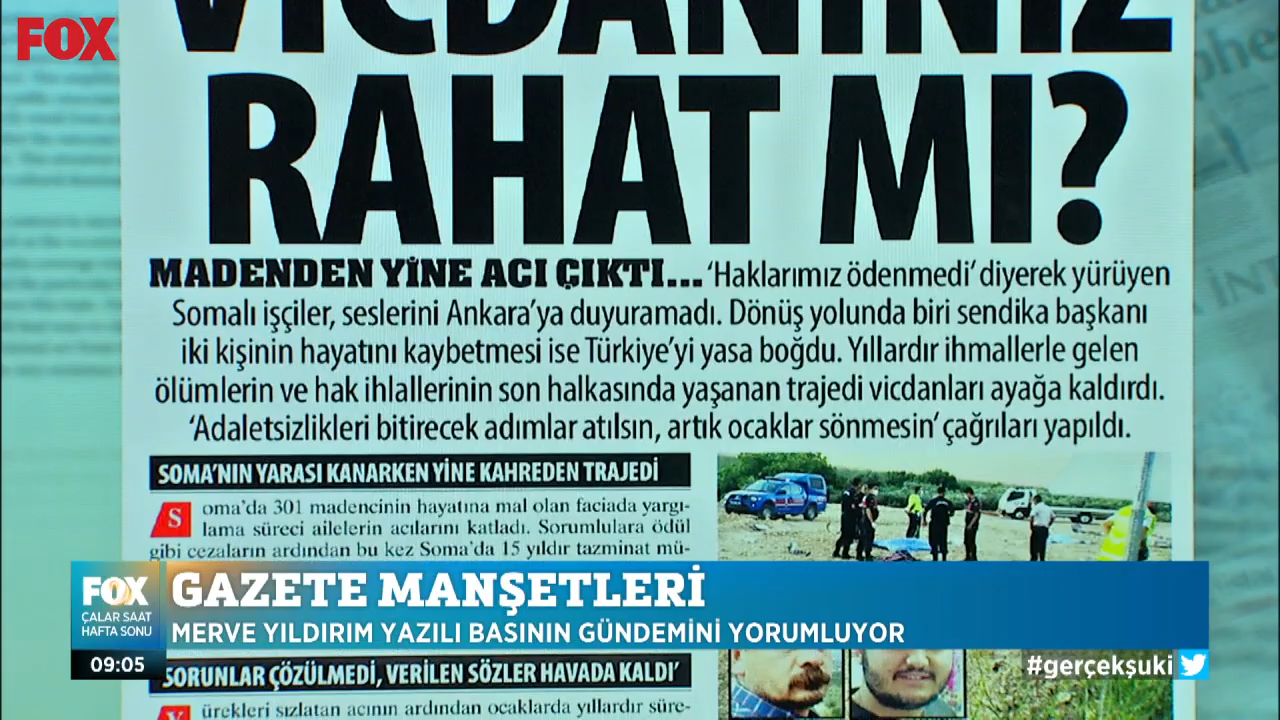 FOX
VİCDANINIZ
RAHAT MI?
MADENDEN YİNE ACI ÇIKTI... 'Haklarımız ödenmedi' diyerek yürüyen
Somalı işçiler, seslerini Ankara'ya duyuramadı. Dönüş yolunda biri sendika başkanı
iki kişinin hayatını kaybetmesi ise Türkiye'yi yasa boğdu. Yıllardır ihmallerle gelen
ölümlerin ve hak ihlallerinin son halkasında yaşanan trajedi vicdanları ayağa kaldırdı.
'Adaletsizlikleri bitirecek adımlar atılsın, artık ocaklar sönmesin' çağrıları yapıldı.
SOMA'NIN YARASI KANARKEN YİNE KAHREDEN TRAJEDİ
Soma'da 301 madencinin hayatına mal olan faciada yargı-
lama süreci ailelerin acılarını katladı. Sorumlulara ödül
gibi cezaların ardından bu kez Soma'da 15 yıldır tazminat mü-
FOX
ÇALAR SAAT
HAFTA SONU
09:05
GAZETE MANŞETLERİ
MERVE YILDIRIM YAZILI BASININ GÜNDEMİNİ YORUMLUYOR
#gerçekşuki
SORUNLAR ÇÖZÜLMEDİ, VERİLEN SÖZLER HAVADA KALDI'
Yürekleri sızlatan acının ardından ocaklarda yıllardır süre-